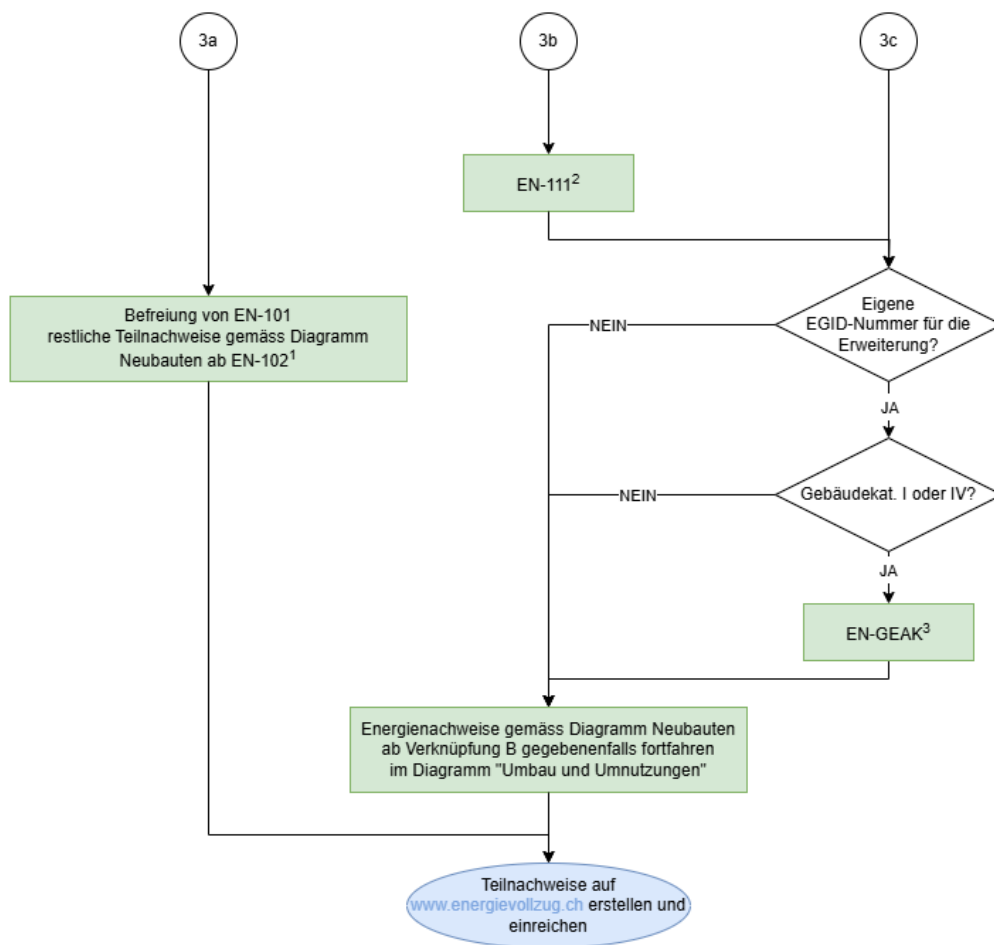 3a
3b
3c
EN-111²
Befreiung von EN-101
restliche Teilnachweise gemäss Diagramm
Neubauten ab EN-102¹
Eigene
EGID-Nummer für die
Erweiterung?
NEIN
JA
Gebäudekat. I oder IV?
NEIN
JA
EN-GEAK³
Energienachweise gemäss Diagramm Neubauten
ab Verknüpfung B gegebenenfalls fortfahren
im Diagramm "Umbau und Umnutzungen"
Teilnachweise auf
www.energievollzug.ch erstellen und
einreichen